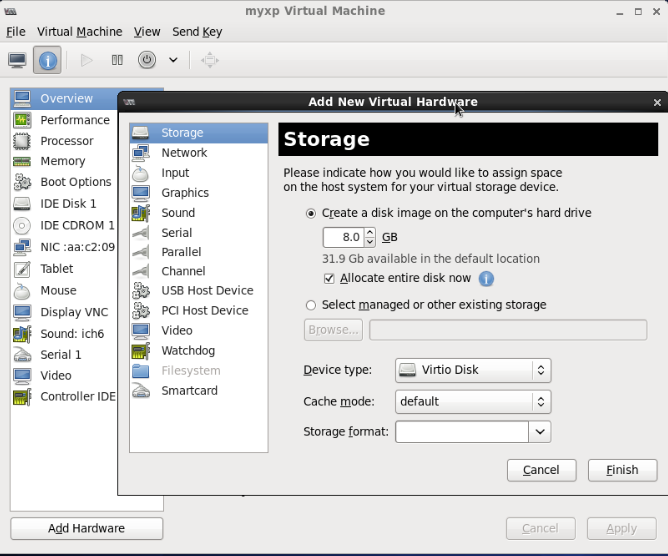 myxp Virtual Machine
File Virtual Machine View Send Key
Overview
Performance
Processor
Memory
Boot Options
IDE Disk 1
IDE CDROM 1
NIC :aa:c2:09
Tablet
Mouse
Display VNC
Sound: ich6
Serial 1
Video
Controller IDE
Add Hardware
Add New Virtual Hardware
Storage
Network
Input
Graphics
Sound
Serial
Parallel
Channel
USB Host Device
PCI Host Device
Video
Watchdog
Filesystem
Smartcard
Storage
Please indicate how you would like to assign space
on the host system for your virtual storage device.
Create a disk image on the computer's hard drive
8.0 GB
31.9 Gb available in the default location
Allocate entire disk now
Select managed or other existing storage
Browse...
Device type: Virtio Disk
Cache mode: default
Storage format:
Cancel Finish
Cancel Apply